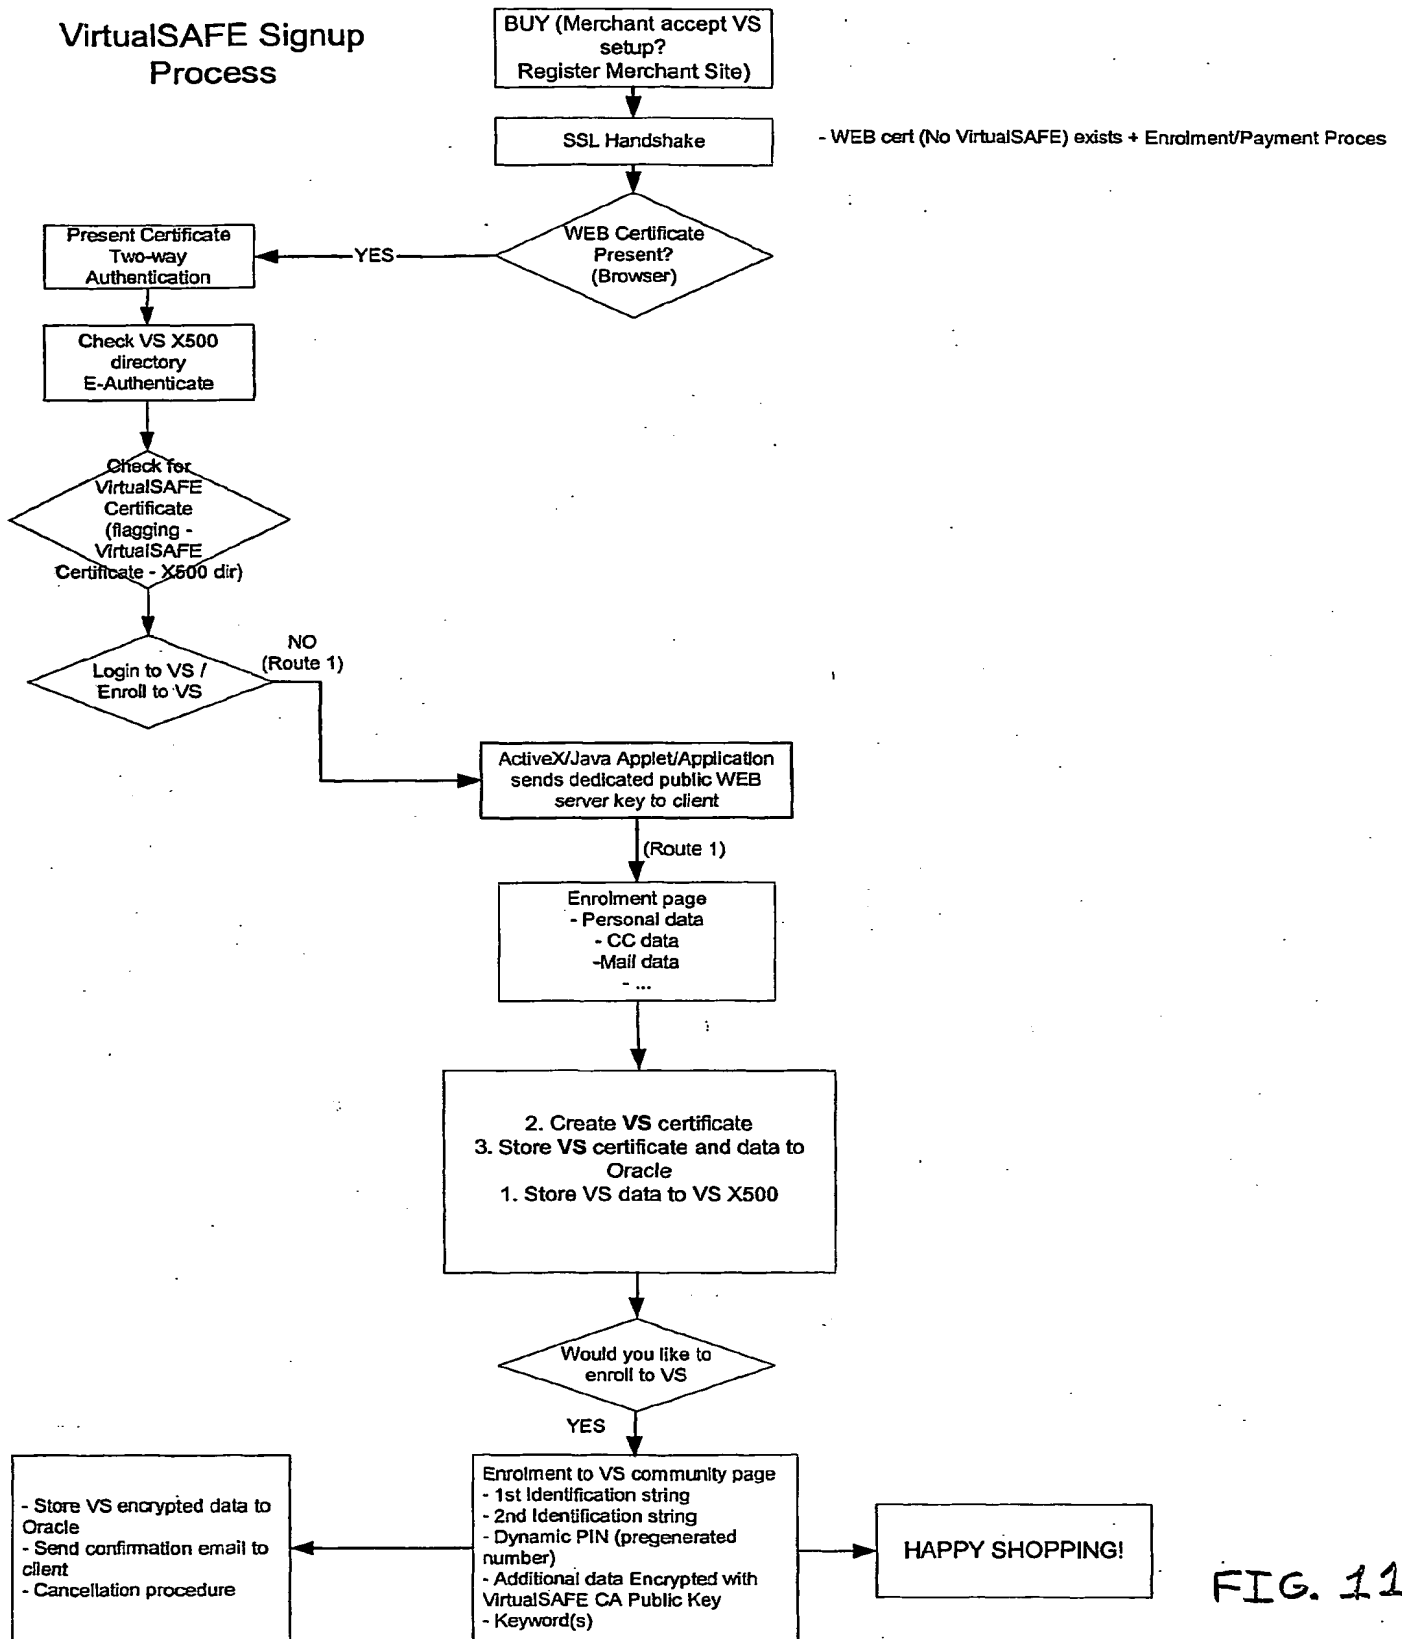 VirtualSAFE Signup
Process
BUY (Merchant accept VS
setup?
Register Merchant Site)
SSL Handshake
- WEB cert (No VirtualSAFE) exists + Enrolment/Payment Proces
WEB Certificate
Present?
(Browser)
YES
Present Certificate
Two-way
Authentication
Check VS X500
directory
E-Authenticate
Check for
VirtualSAFE
Certificate
(flagging -
VirtualSAFE
Certificate - X500 dir)
Login to VS /
Enroll to VS
NO
(Route 1)
ActiveX/Java Applet/Application
sends dedicated public WEB
server key to client
(Route 1)
Enrolment page
- Personal data
- CC data
-Mail data
- ...
2. Create VS certificate
3. Store VS certificate and data to
Oracle
1. Store VS data to VS X500
Would you like to
enroll to VS
YES
- Store VS encrypted data to
Oracle
- Send confirmation email to
client
- Cancellation procedure
Enrolment to VS community page
- 1st Identification string
- 2nd Identification string
- Dynamic PIN (pregenerated
number)
- Additional data Encrypted with
VirtualSAFE CA Public Key
- Keyword(s)
HAPPY SHOPPING!
FIG. 11